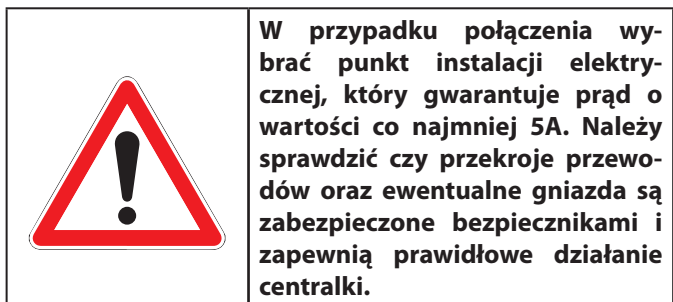 W przypadku połączenia wy-
brać punkt instalacji elektry-
cznej, który gwarantuje prąd o
wartości co najmniej 5A. Należy
sprawdzić czy przekroje przewo-
dów oraz ewentualne gniazda są
zabezpieczone bezpiecznikami i
zapewnią prawidłowe działanie
centralki.